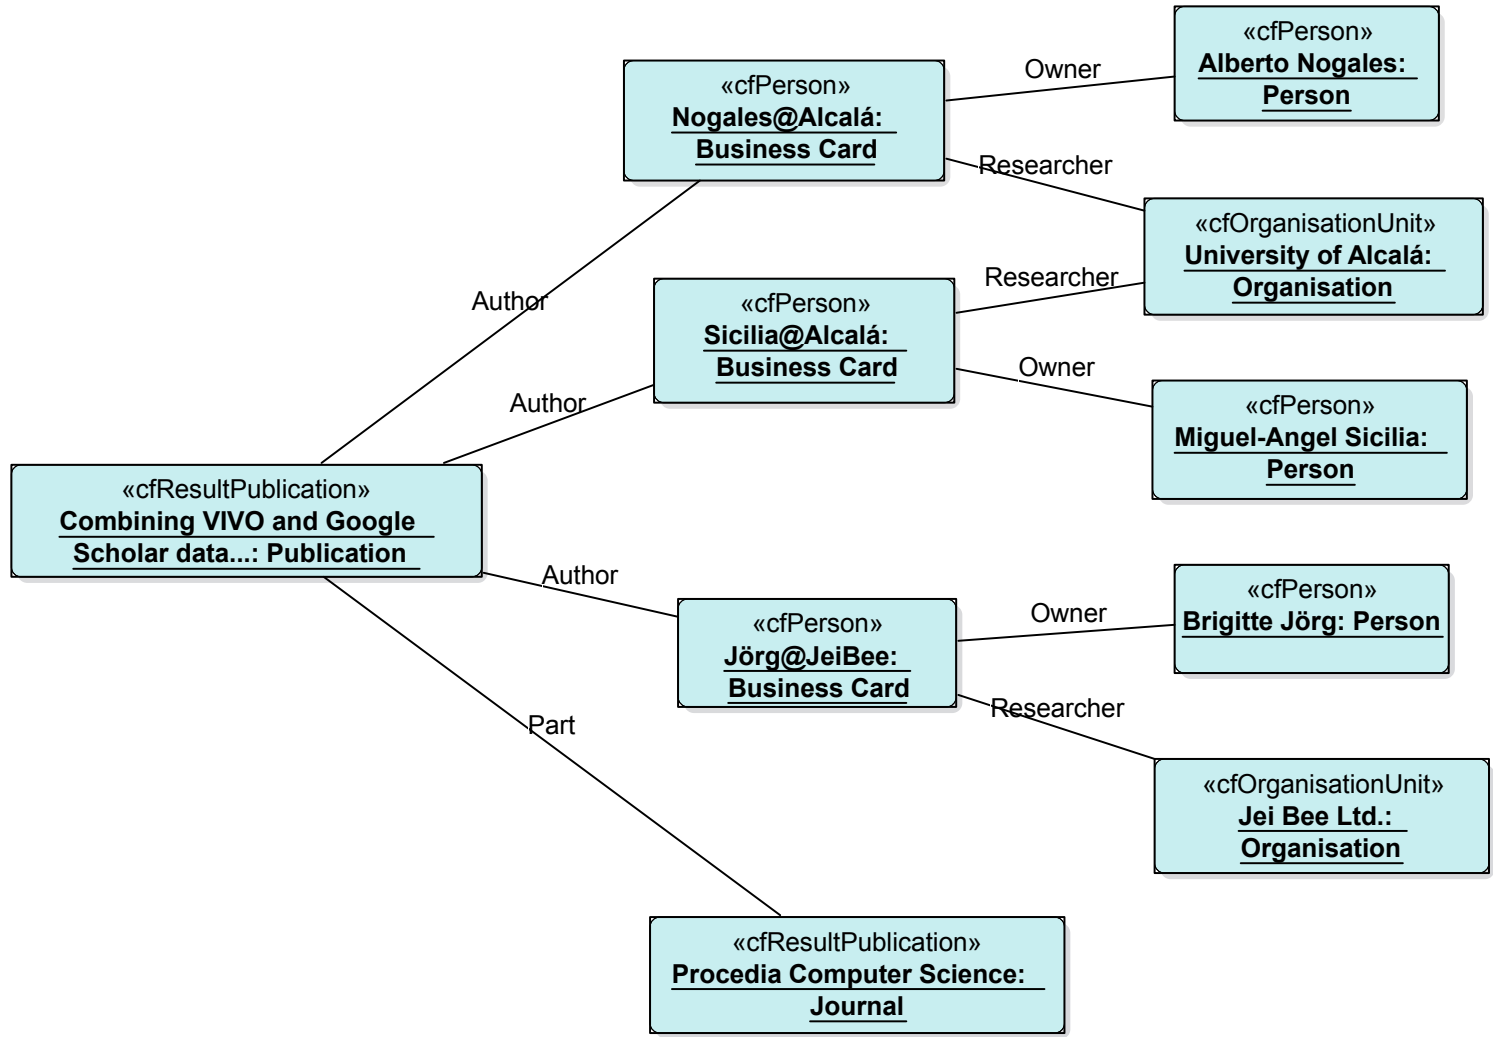 «cfPerson»
Alberto Nogales:
Person
Owner
«cfPerson»
Nogales@Alcalá:
Business Card
Researcher
«cfOrganisationUnit»
University of Alcalá:
Organisation
Author
«cfPerson»
Sicilia@Alcalá:
Business Card
Researcher
Owner
«cfPerson»
Miguel-Angel Sicilia:
Person
Author
«cfResultPublication»
Combining VIVO and Google
Scholar data...: Publication
Author
«cfPerson»
Jörg@JeiBee:
Business Card
Owner
«cfPerson»
Brigitte Jörg: Person
Researcher
«cfOrganisationUnit»
Jei Bee Ltd.:
Organisation
Part
«cfResultPublication»
Procedia Computer Science:
Journal